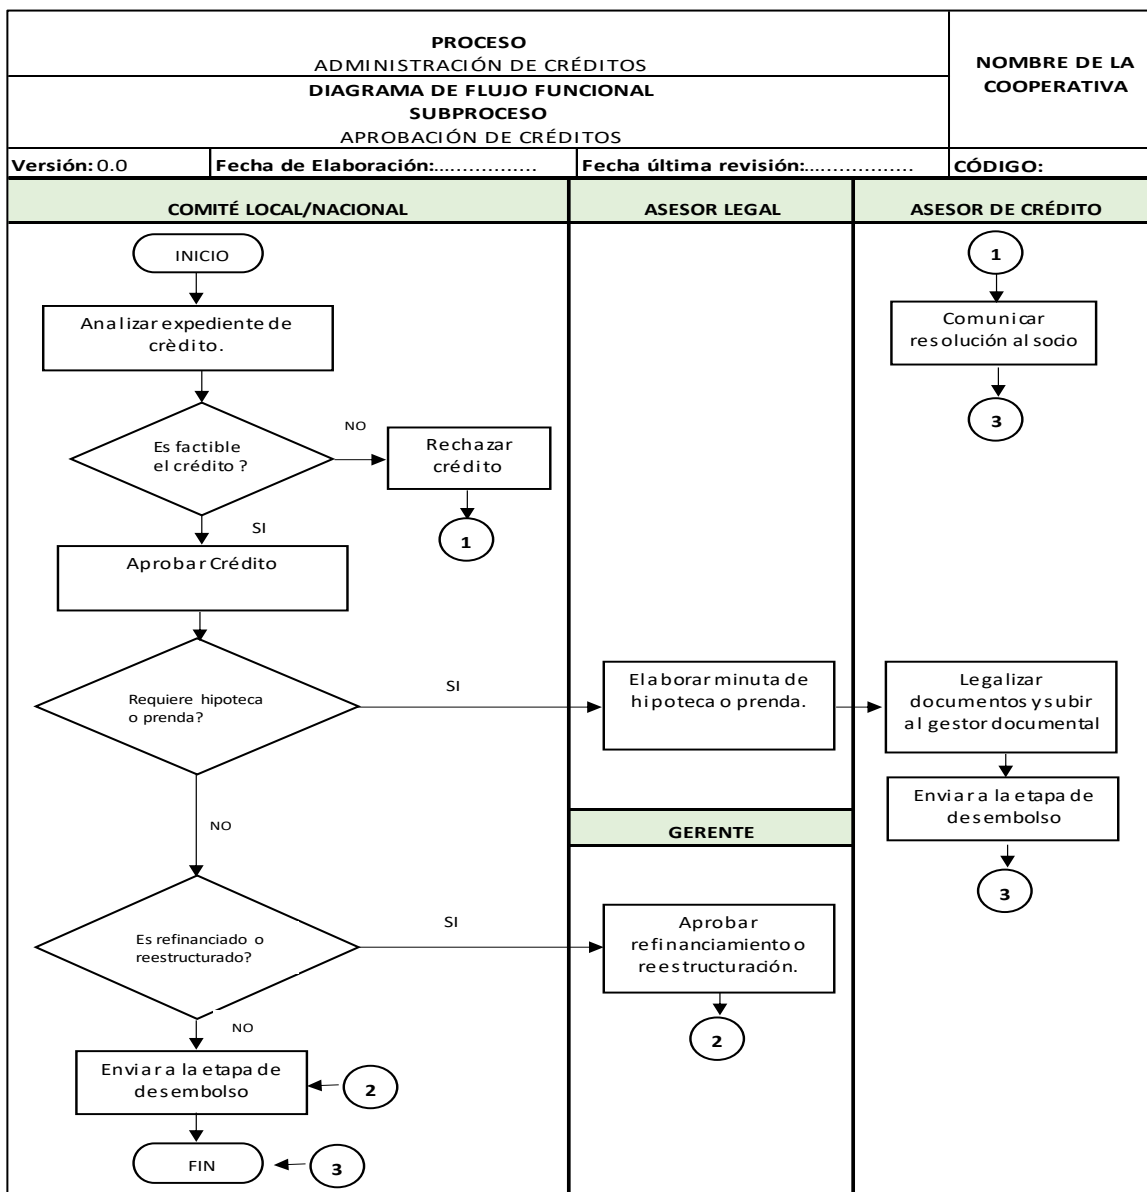 PROCESO
ADMINISTRACIÓN DE CRÉDITOS
NOMBRE DE LA
COOPERATIVA
DIAGRAMA DE FLUJO FUNCIONAL
SUBPROCESO
APROBACIÓN DE CRÉDITOS
Versión: 0.0
Fecha de Elaboración:.................
Fecha última revisión:..................
CÓDIGO:
COMITÉ LOCAL/NACIONAL
ASESOR LEGAL
ASESOR DE CRÉDITO
INICIO
Analizar expediente de
crèdito.
Es factible
el crédito ?
NO
Rechazar
crédito
1
SI
Aprobar Crédito
Requiere hipoteca
o prenda?
SI
NO
Es refinanciado o
reestructurado?
SI
NO
Enviar a la etapa de
desembolso
2
FIN
3
Elaborar minuta de
hipoteca o prenda.
GERENTE
Aprobar
refinanciamiento o
reestructuración.
2
1
Comunicar
resolución al socio
3
Legalizar
documentos y subir
al gestor documental
Enviar a la etapa de
desembolso
3